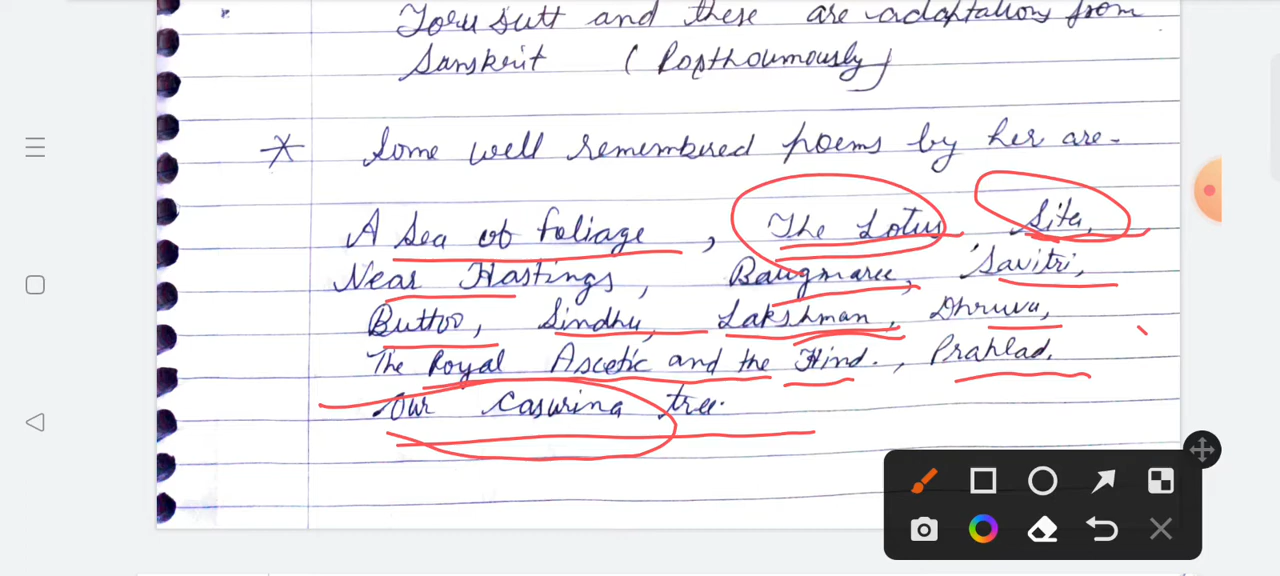 Toru Dutt and these are adaptations from
Sanskrit (Posthoumously)
Some well remembered poems by her are-
A Sea of Foliage, The Lotus, Sita,
Near Hastings, Baugmaree, 'Savitri,
Buttoo, Sindhu, Lakshman, Dhruva,
The Royal Ascetic and the Hind., Prahlad,
Our Casuring tree.